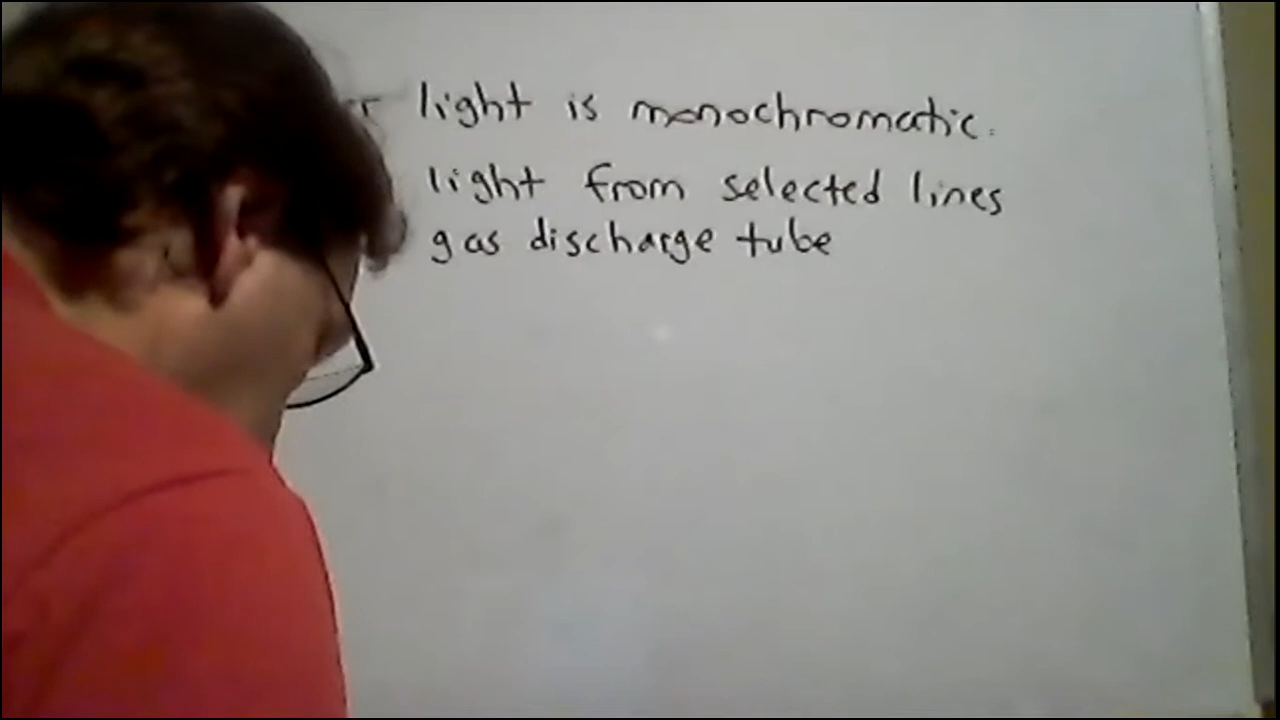 light is monochromatic.
light from selected lines
gas discharge tube